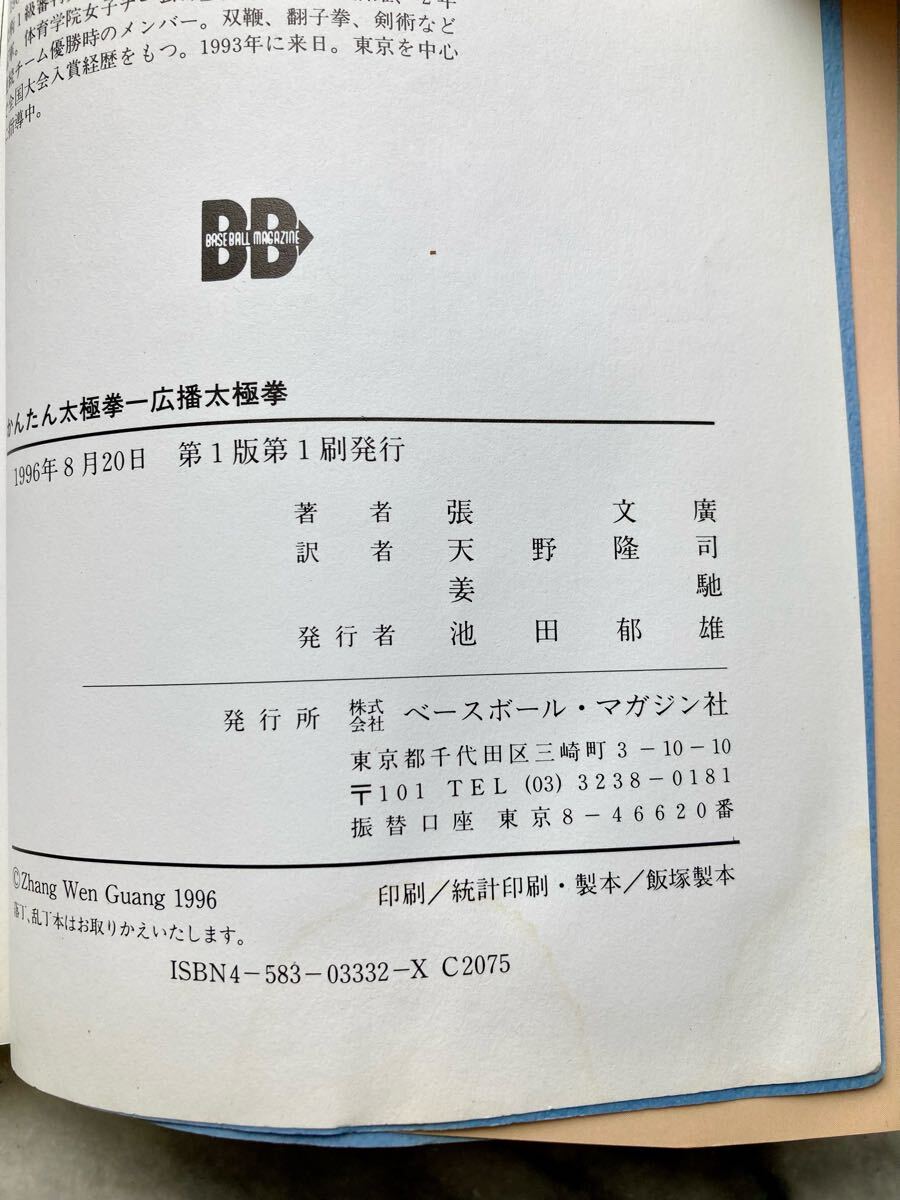 体育学院女子チーム
チーム優勝時のメンバー。双鞭、翻子拳、剣術など
全国大会入賞経歴をもつ。1993年に来日。東京を中心
指導中。
BB
BASEBALL MAGAZINE
かんたん太極拳ー広播太極拳
1996年8月20日 第1版第1刷発行
著者 張文廣
訳者 天野隆司
姜馳
発行者 池田郁雄
発行所 株式会社 ベースボール・マガジン社
東京都千代田区三崎町3-10-10
〒101 TEL (03) 3238-0181
振替口座 東京8-46620番
©Zhang Wen Guang 1996 印刷/統計印刷・製本/飯塚製本
落丁、乱丁本はお取りかえいたします。
ISBN4-583-03332-X C2075